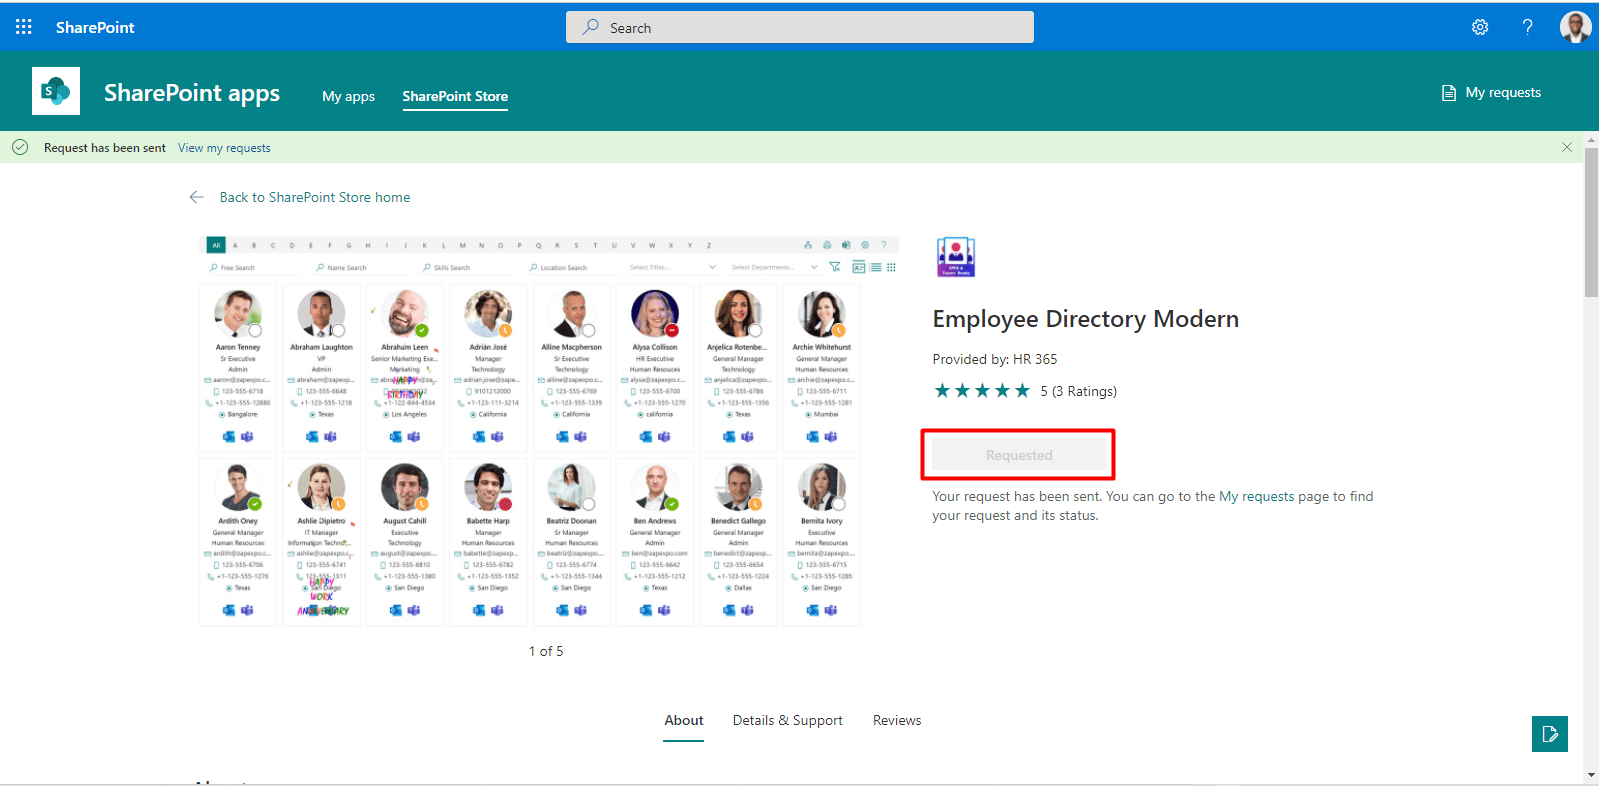 SharePoint
Search
?
S
SharePoint apps
My apps
SharePoint Store
My requests
Request has been sent View my requests
Back to SharePoint Store home
All A B C D E F G H I J K L M N O P Q R S T U V W X Y Z
Free Search Name Search Skills Search Location Search Select Titles... Select Departments...
Aaron Tenney Abraham Laughton Abraham Leen Adrián José Alline Macpherson Alysa Collison Anjelica Rotenbe... Archie Whitehurst
Sr Executive VP Senior Marketing Exe... Manager Sr Executive HR Executive General Manager General Manager
Admin Admin Marketing Technology Technology Human Resources Technology Human Resources
aaron@zapexpo.c... abraham@zapexp... adrian.jose@zape... alline@zapexpo.c... alysa@zapexpo.c... anjelica@zapexp... archie@zapexpo.c...
123-555-6718 123-555-6648 9101212000 123-555-6769 123-555-6700 123-555-6786 123-555-6711
HAPPY
BIRTHDAY
+1-123-555-12880 +1-123-555-1218 +1-122-844-4534 +1-123-111-3214 +1-123-555-1339 +1-123-555-1270 +1-123-555-1356 +1-123-555-1281
Bangalore Texas Los Angeles California California california Texas Mumbai
Ardith Oney Ashlie Dipietro August Cahill Babette Harp Beatriz Doonan Ben Andrews Benedict Gallego Bernita Ivory
General Manager IT Manager Executive Manager Sr Manager General Manager General Manager Executive
Human Resources Information Technol... Technology Human Resources Human Resources Admin Admin Human Resources
ardith@zapexpo.c... ashlie@zapexpo.c... august@zapexpo.c... babette@zapexpo... beatriz@zapexpo... ben@zapexpo.com benedict@zapexp... bernita@zapexpo...
123-555-6706 123-555-6741 123-555-6810 123-555-6782 123-555-6774 123-555-6642 123-555-6654 123-555-6715
+1-123-555-1276 +1-123-555-1380 +1-123-555-1352 +1-123-555-1344 +1-123-555-1212 +1-123-555-1224 +1-123-555-1285
Texas San Diego San Diego San Diego San Diego Texas Dallas San Diego
HAPPY
WORK
ANNIVERSARY
1 of 5
SPFX &
Teams Ready
Employee Directory Modern
Provided by: HR 365
5 (3 Ratings)
Requested
Your request has been sent. You can go to the My requests page to find
your request and its status.
About Details & Support Reviews